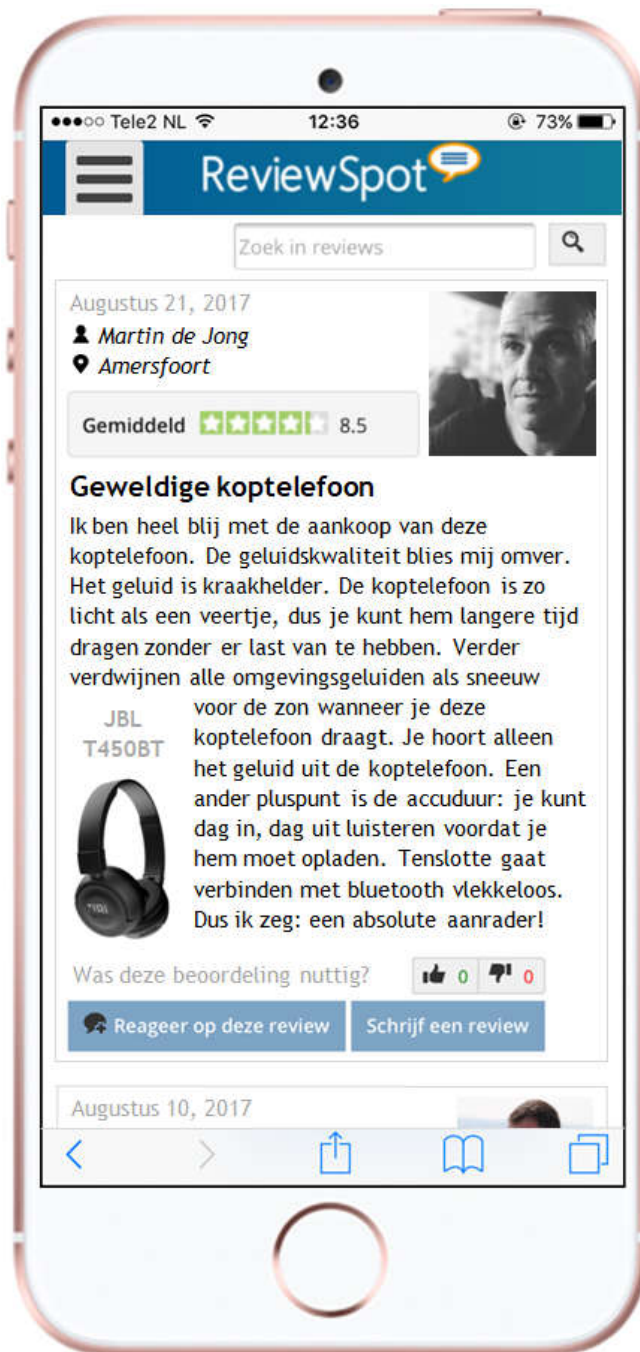 Tele2 NL
12:36
73%
ReviewSpot
Zoek in reviews
Augustus 21, 2017
Martin de Jong
Amersfoort
Gemiddeld 8.5
Geweldige koptelefoon
Ik ben heel blij met de aankoop van deze
koptelefoon. De geluidskwaliteit blies mij omver.
Het geluid is kraakhelder. De koptelefoon is zo
licht als een veertje, dus je kunt hem langere tijd
dragen zonder er last van te hebben. Verder
verdwijnen alle omgevingsgeluiden als sneeuw
voor de zon wanneer je deze
koptelefoon draagt. Je hoort alleen
het geluid uit de koptelefoon. Een
ander pluspunt is de accuduur: je kunt
dag in, dag uit luisteren voordat je
hem moet opladen. Tenslotte gaat
verbinden met bluetooth vlekkeloos.
Dus ik zeg: een absolute aanrader!
JBL
T450BT
JBL
Was deze beoordeling nuttig? 0 0
Reageer op deze review
Schrijf een review
Augustus 10, 2017